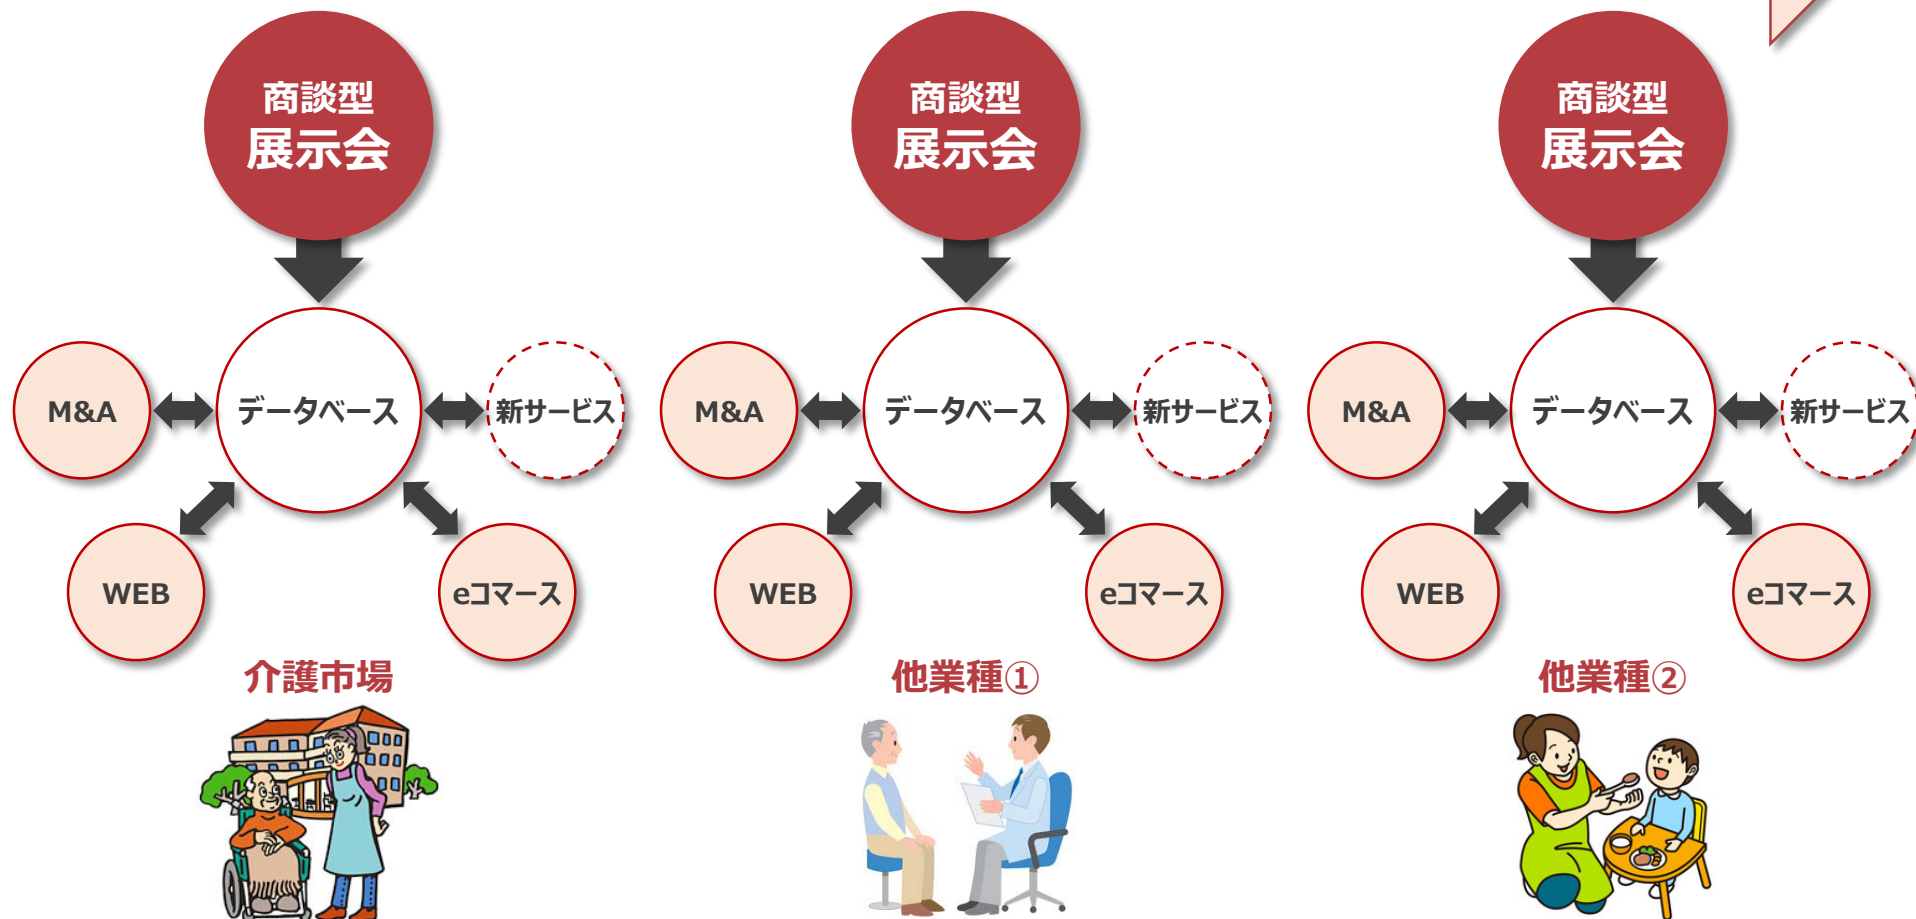 商談型
展示会
商談型
展示会
商談型
展示会
M&A
データベース
新サービス
M&A
データベース
新サービス
M&A
データベース
新サービス
WEB
eコマース
WEB
eコマース
WEB
eコマース
介護市場
他業種①
他業種②